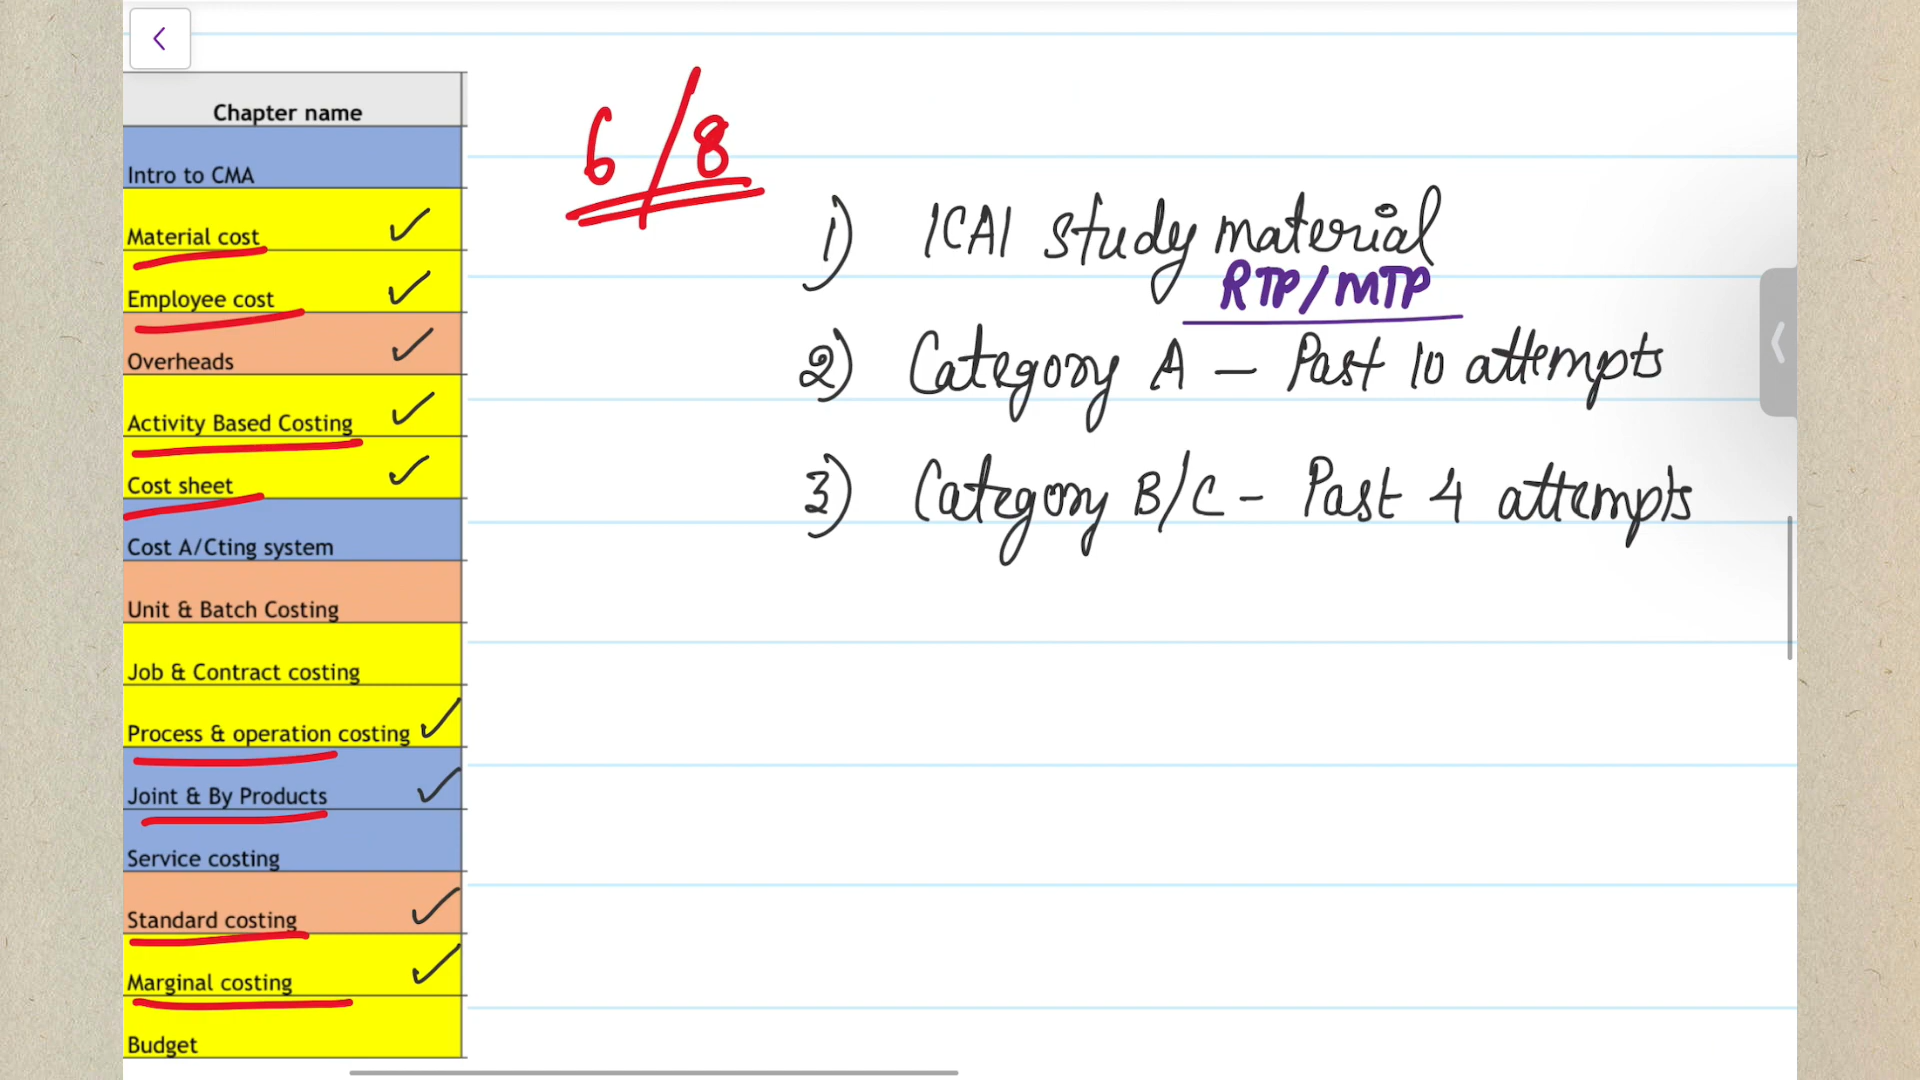 Chapter name
Intro to CMA
Material cost
Employee cost
Overheads
Activity Based Costing
Cost sheet
Cost A/Cting system
Unit & Batch Costing
Job & Contract costing
Process & operation costing
Joint & By Products
Service costing
Standard costing
Marginal costing
Budget
6/8
1) ICAI study material
RTP/MTP
2) Category A - Past 10 attempts
3) Category B/C - Past 4 attempts